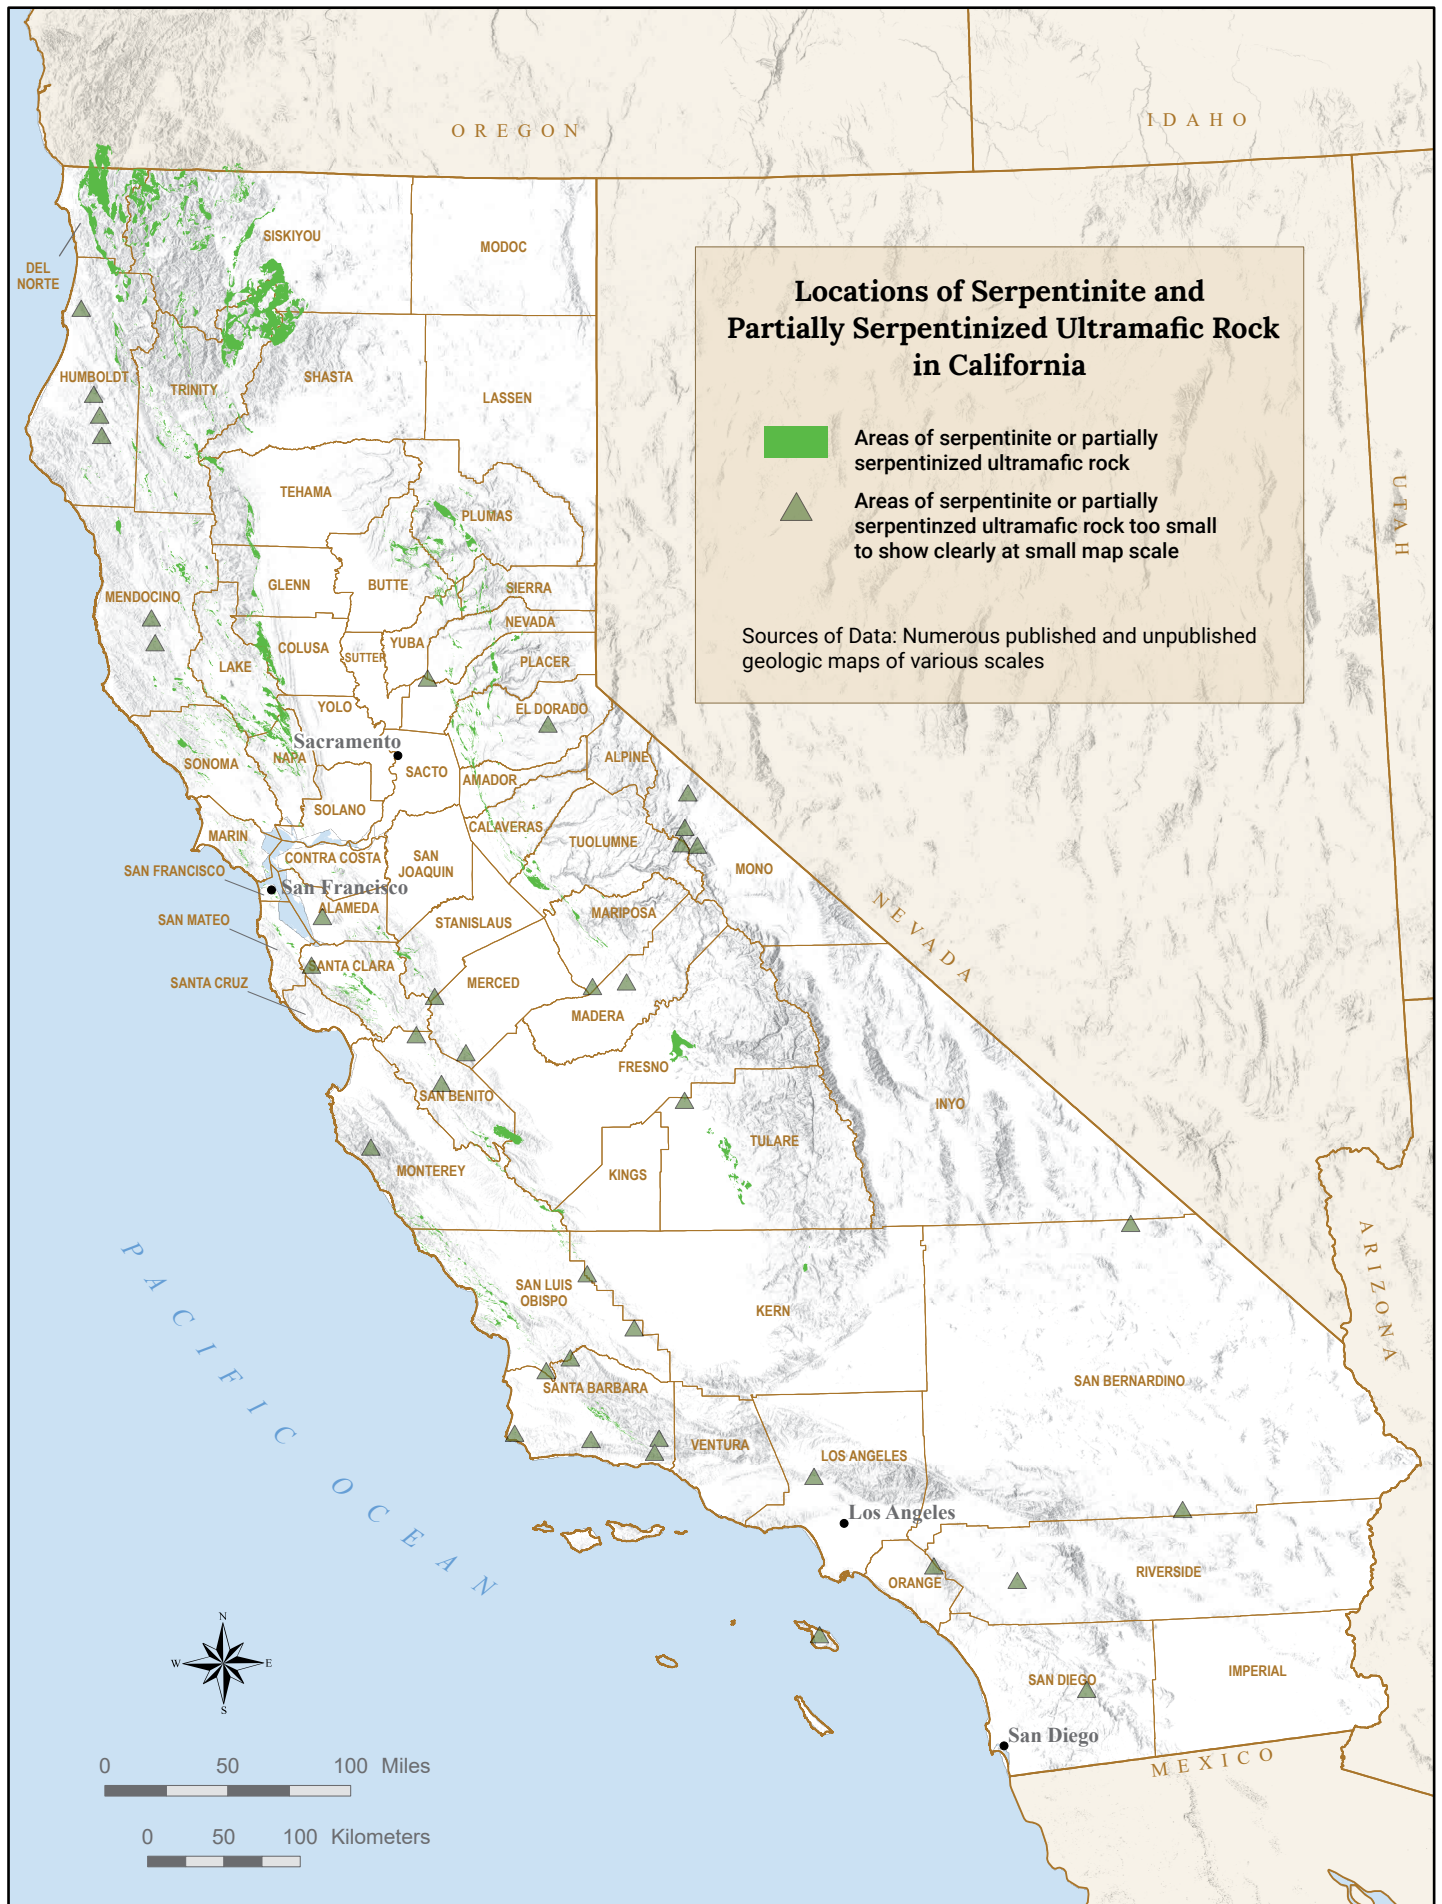 OREGON
IDAHO
SISKIYOU
MODOC
DEL
NORTE
Locations of Serpentinite and
Partially Serpentinized Ultramafic Rock
in California
Areas of serpentinite or partially
serpentinized ultramafic rock
Areas of serpentinite or partially
serpentinzed ultramafic rock too small
to show clearly at small map scale
Sources of Data: Numerous published and unpublished
geologic maps of various scales
HUMBOLDT
TRINITY
SHASTA
LASSEN
UTAH
TEHAMA
PLUMAS
GLENN
BUTTE
SIERRA
MENDOCINO
NEVADA
COLUSA
SUTTER
YUBA
LAKE
PLACER
YOLO
EL DORADO
Sacramento
SONOMA
NAPA
SACTO
AMADOR
ALPINE
SOLANO
MARIN
CALAVERAS
TUOLUMNE
CONTRA COSTA
SAN
JOAQUIN
MONO
SAN FRANCISCO
San Francisco
ALAMEDA
MARIPOSA
SAN MATEO
STANISLAUS
NEVADA
SANTA CLARA
SANTA CRUZ
MERCED
MADERA
FRESNO
SAN BENITO
INYO
TULARE
MONTEREY
KINGS
ARIZONA
PACIFIC OCEAN
SAN LUIS
OBISPO
KERN
SAN BERNARDINO
SANTA BARBARA
VENTURA
LOS ANGELES
Los Angeles
ORANGE
RIVERSIDE
SAN DIEGO
IMPERIAL
San Diego
MEXICO
N
W E
S
0 50 100 Miles
0 50 100 Kilometers